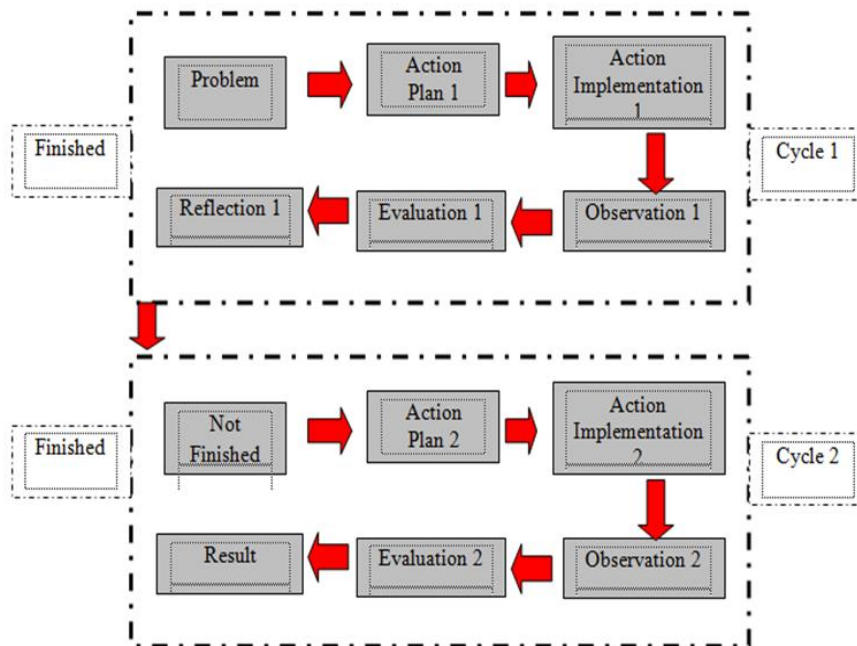 Problem
Action
Plan 1
Action
Implementation
1
Finished
Cycle 1
Reflection 1
Evaluation 1
Observation 1
Not
Finished
Action
Plan 2
Action
Implementation
2
Finished
Cycle 2
Result
Evaluation 2
Observation 2